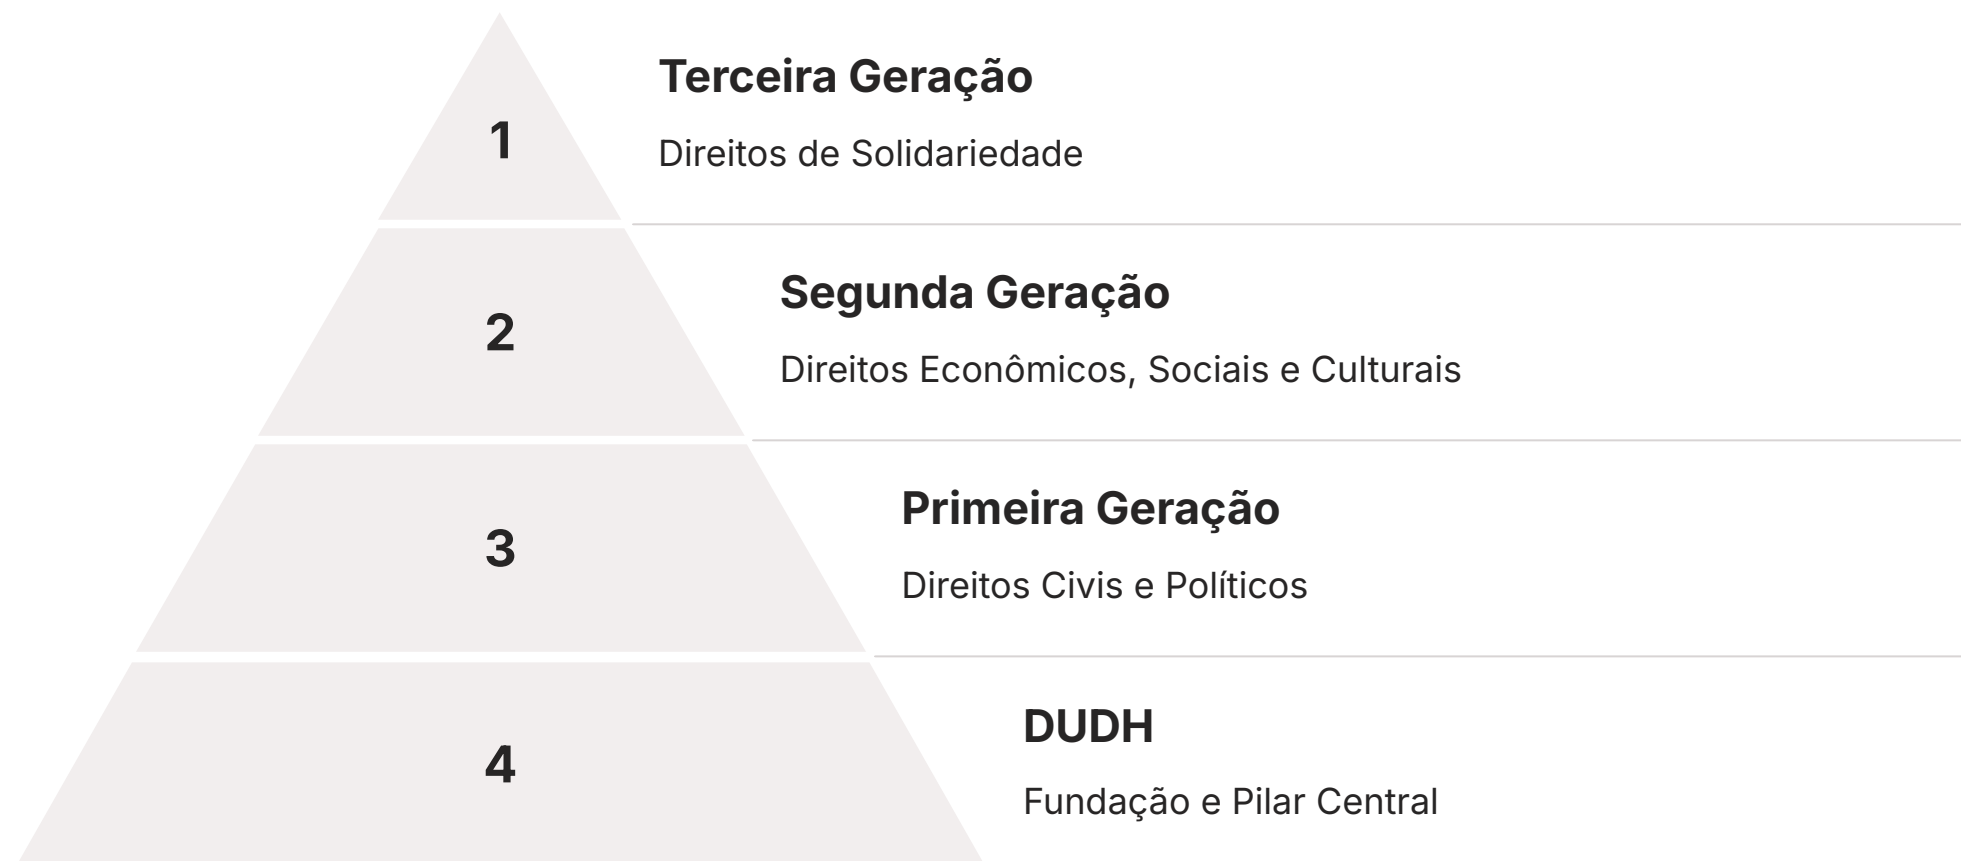 1
Terceira Geração
Direitos de Solidariedade
2
Segunda Geração
Direitos Econômicos, Sociais e Culturais
3
Primeira Geração
Direitos Civis e Políticos
4
DUDH
Fundação e Pilar Central